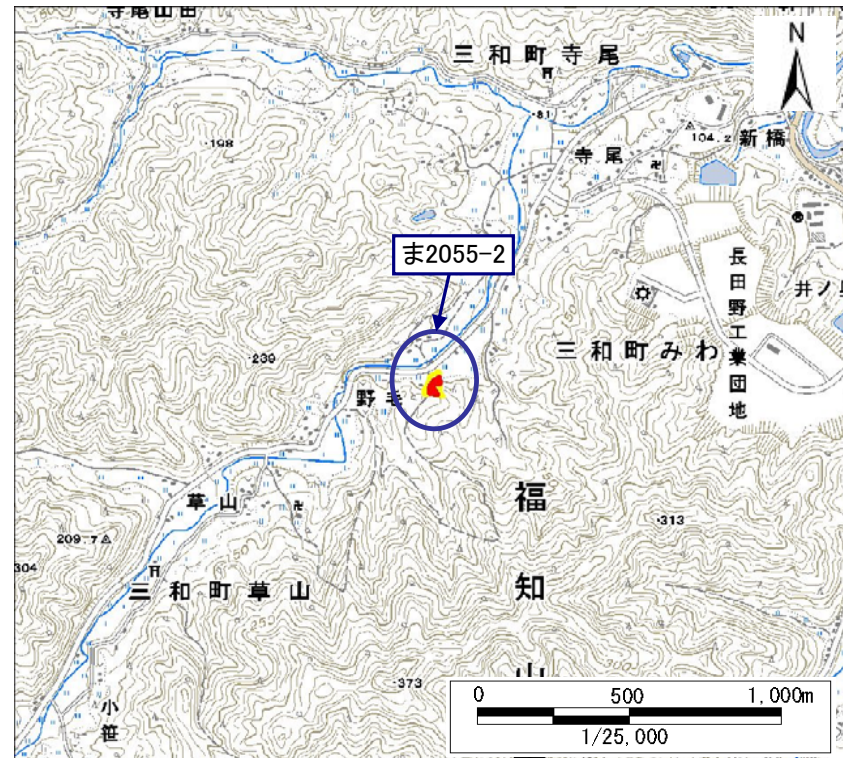 寺尾山田
三和町寺尾
N
・81
104.2
新橋
・198
寺尾
ま2055-2
長田野工業団地
井ノ奥
三和町みわ
・239
野毛
草山
福知山
・313
209.7
304
三和町草山
・373
小笹
0 500 1,000m
1/25,000